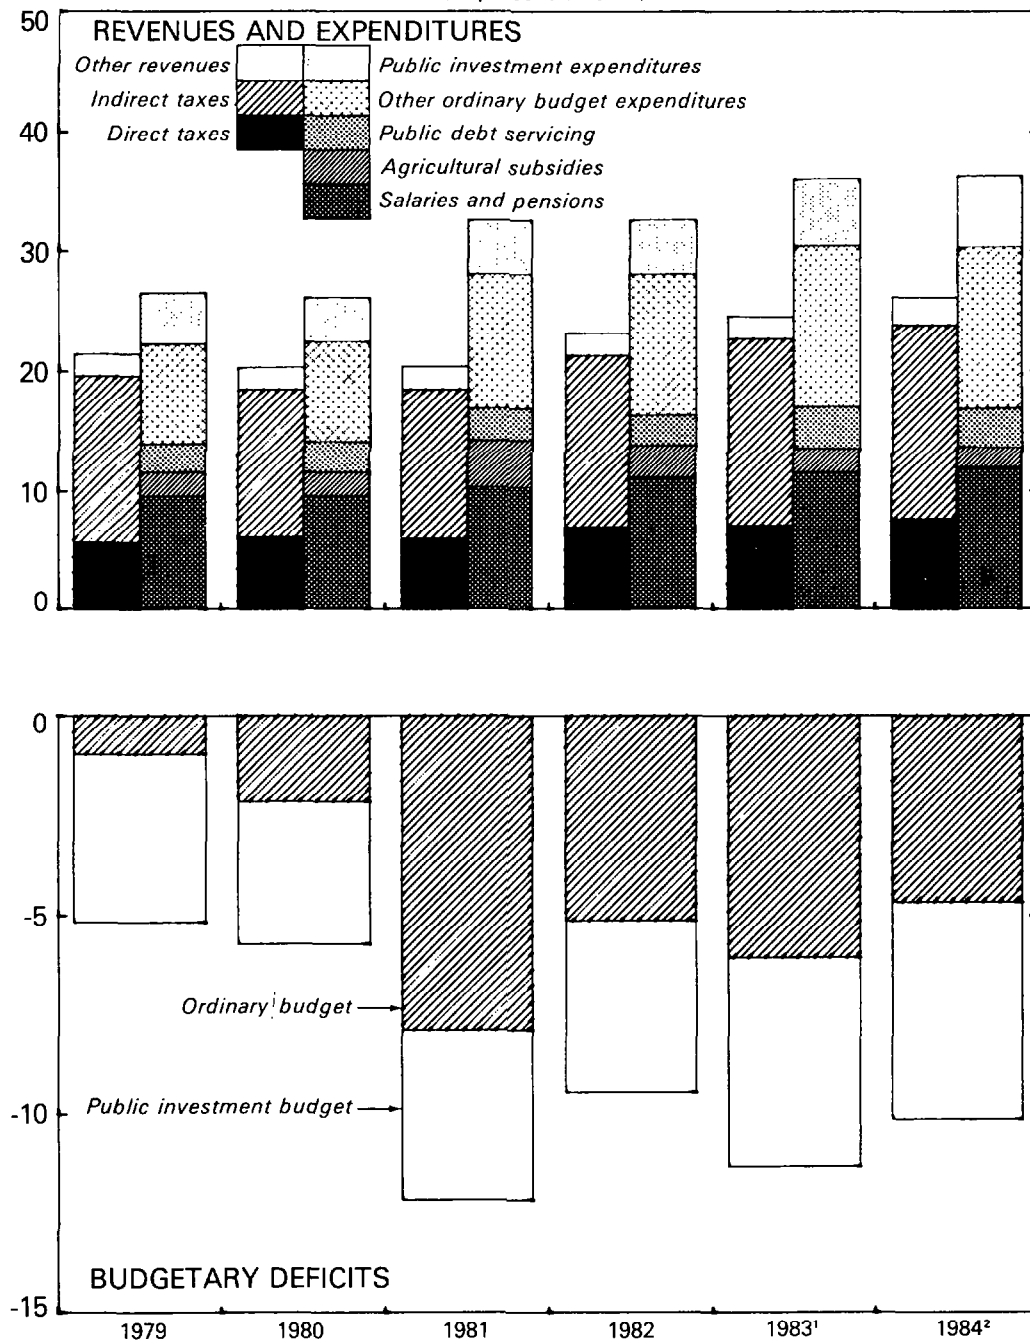 50
REVENUES AND EXPENDITURES
Other revenues
Public investment expenditures
Indirect taxes
Other ordinary budget expenditures
40
Direct taxes
Public debt servicing
Agricultural subsidies
Salaries and pensions
30
20
10
0
0
-5
Ordinary budget
Public investment budget
-10
BUDGETARY DEFICITS
-15
1979 1980 1981 1982 1983¹ 1984²